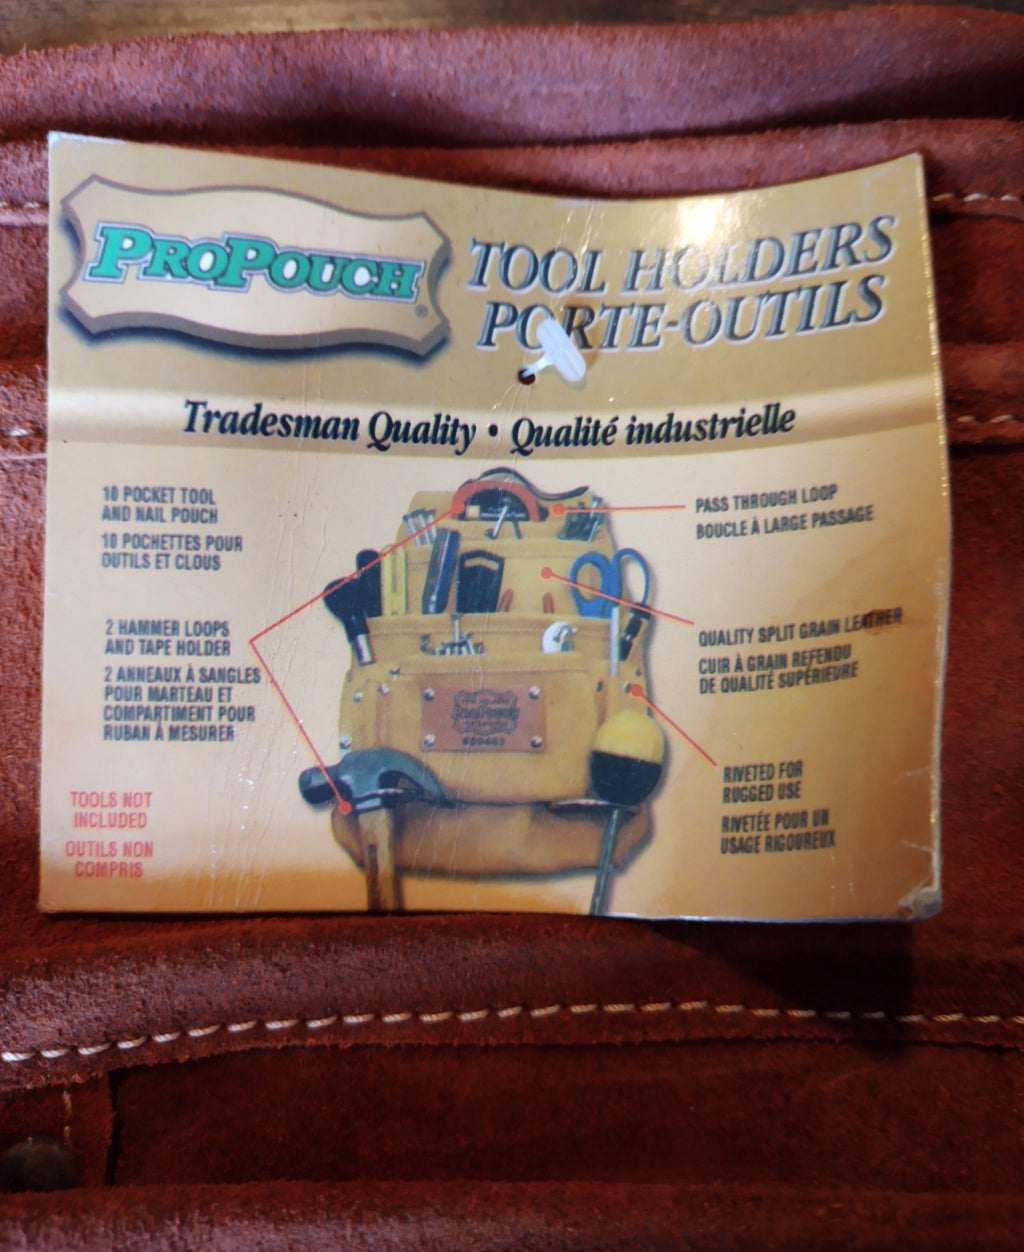 PROPOUCH®
TOOL HOLDERS
PORTE-OUTILS
Tradesman Quality • Qualité industrielle
10 POCKET TOOL
AND NAIL POUCH
10 POCHETTES POUR
OUTILS ET CLOUS
2 HAMMER LOOPS
AND TAPE HOLDER
2 ANNEAUX À SANGLES
POUR MARTEAU ET
COMPARTIMENT POUR
RUBAN À MESURER
TOOLS NOT
INCLUDED
OUTILS NON
COMPRIS
PASS THROUGH LOOP
BOUCLE À LARGE PASSAGE
QUALITY SPLIT GRAIN LEATHER
CUIR À GRAIN REFENDU
DE QUALITÉ SUPÉRIEURE
RIVETED FOR
RUGGED USE
RIVETÉE POUR UN
USAGE RIGOUREUX
PROPOUCH